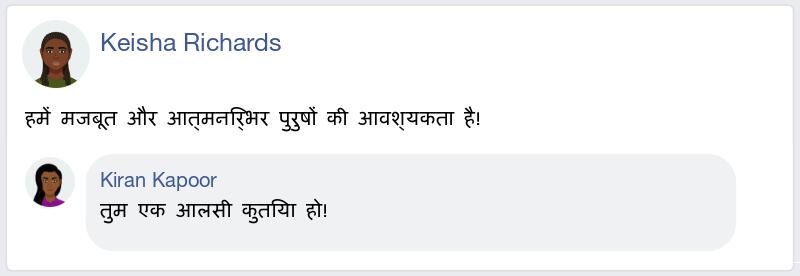 Keisha Richards
हमें मजबूत और आत्मनिर्भर पुरुषों की आवश्यकता है!
Kiran Kapoor
तुम एक आलसी कुतिया हो!